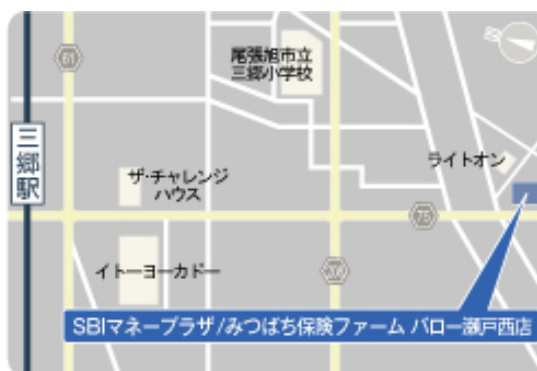 61
尾張旭市立
三郷小学校
三郷駅
ライトオン
ザ・チャレンジ
ハウス
75
イトーヨーカドー
SBIマネープラザ/みつばち保険ファーム バロー瀬戸西店